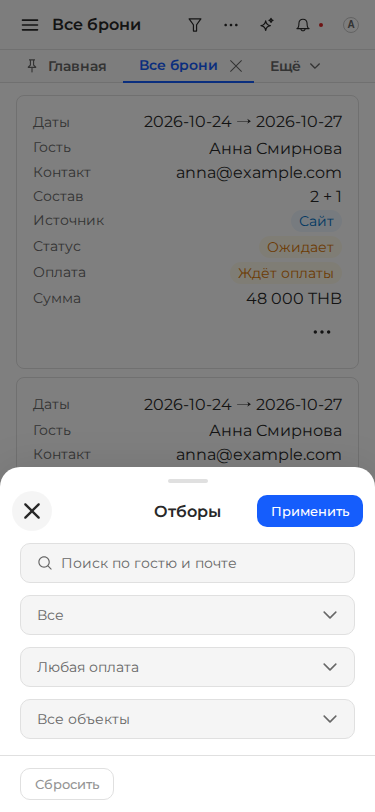 Все брони
A
Главная
Все брони
Ещё
Даты 2026-10-24 → 2026-10-27
Гость Анна Смирнова
Контакт anna@example.com
Состав 2 + 1
Источник Сайт
Статус Ожидает
Оплата Ждёт оплаты
Сумма 48 000 THB
Даты 2026-10-24 → 2026-10-27
Гость Анна Смирнова
Контакт anna@example.com
Отборы
Применить
Поиск по гостю и почте
Все
Любая оплата
Все объекты
Сбросить